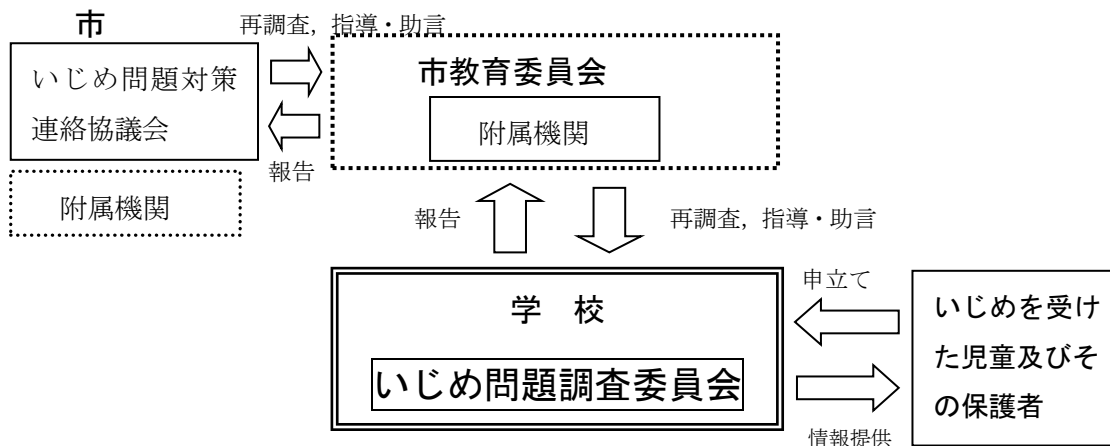 市
再調査，指導・助言
いじめ問題対策
連絡協議会
市教育委員会
附属機関
報告
附属機関
報告
再調査，指導・助言
学　校
いじめ問題調査委員会
申立て
いじめを受け
た児童及びそ
の保護者
情報提供